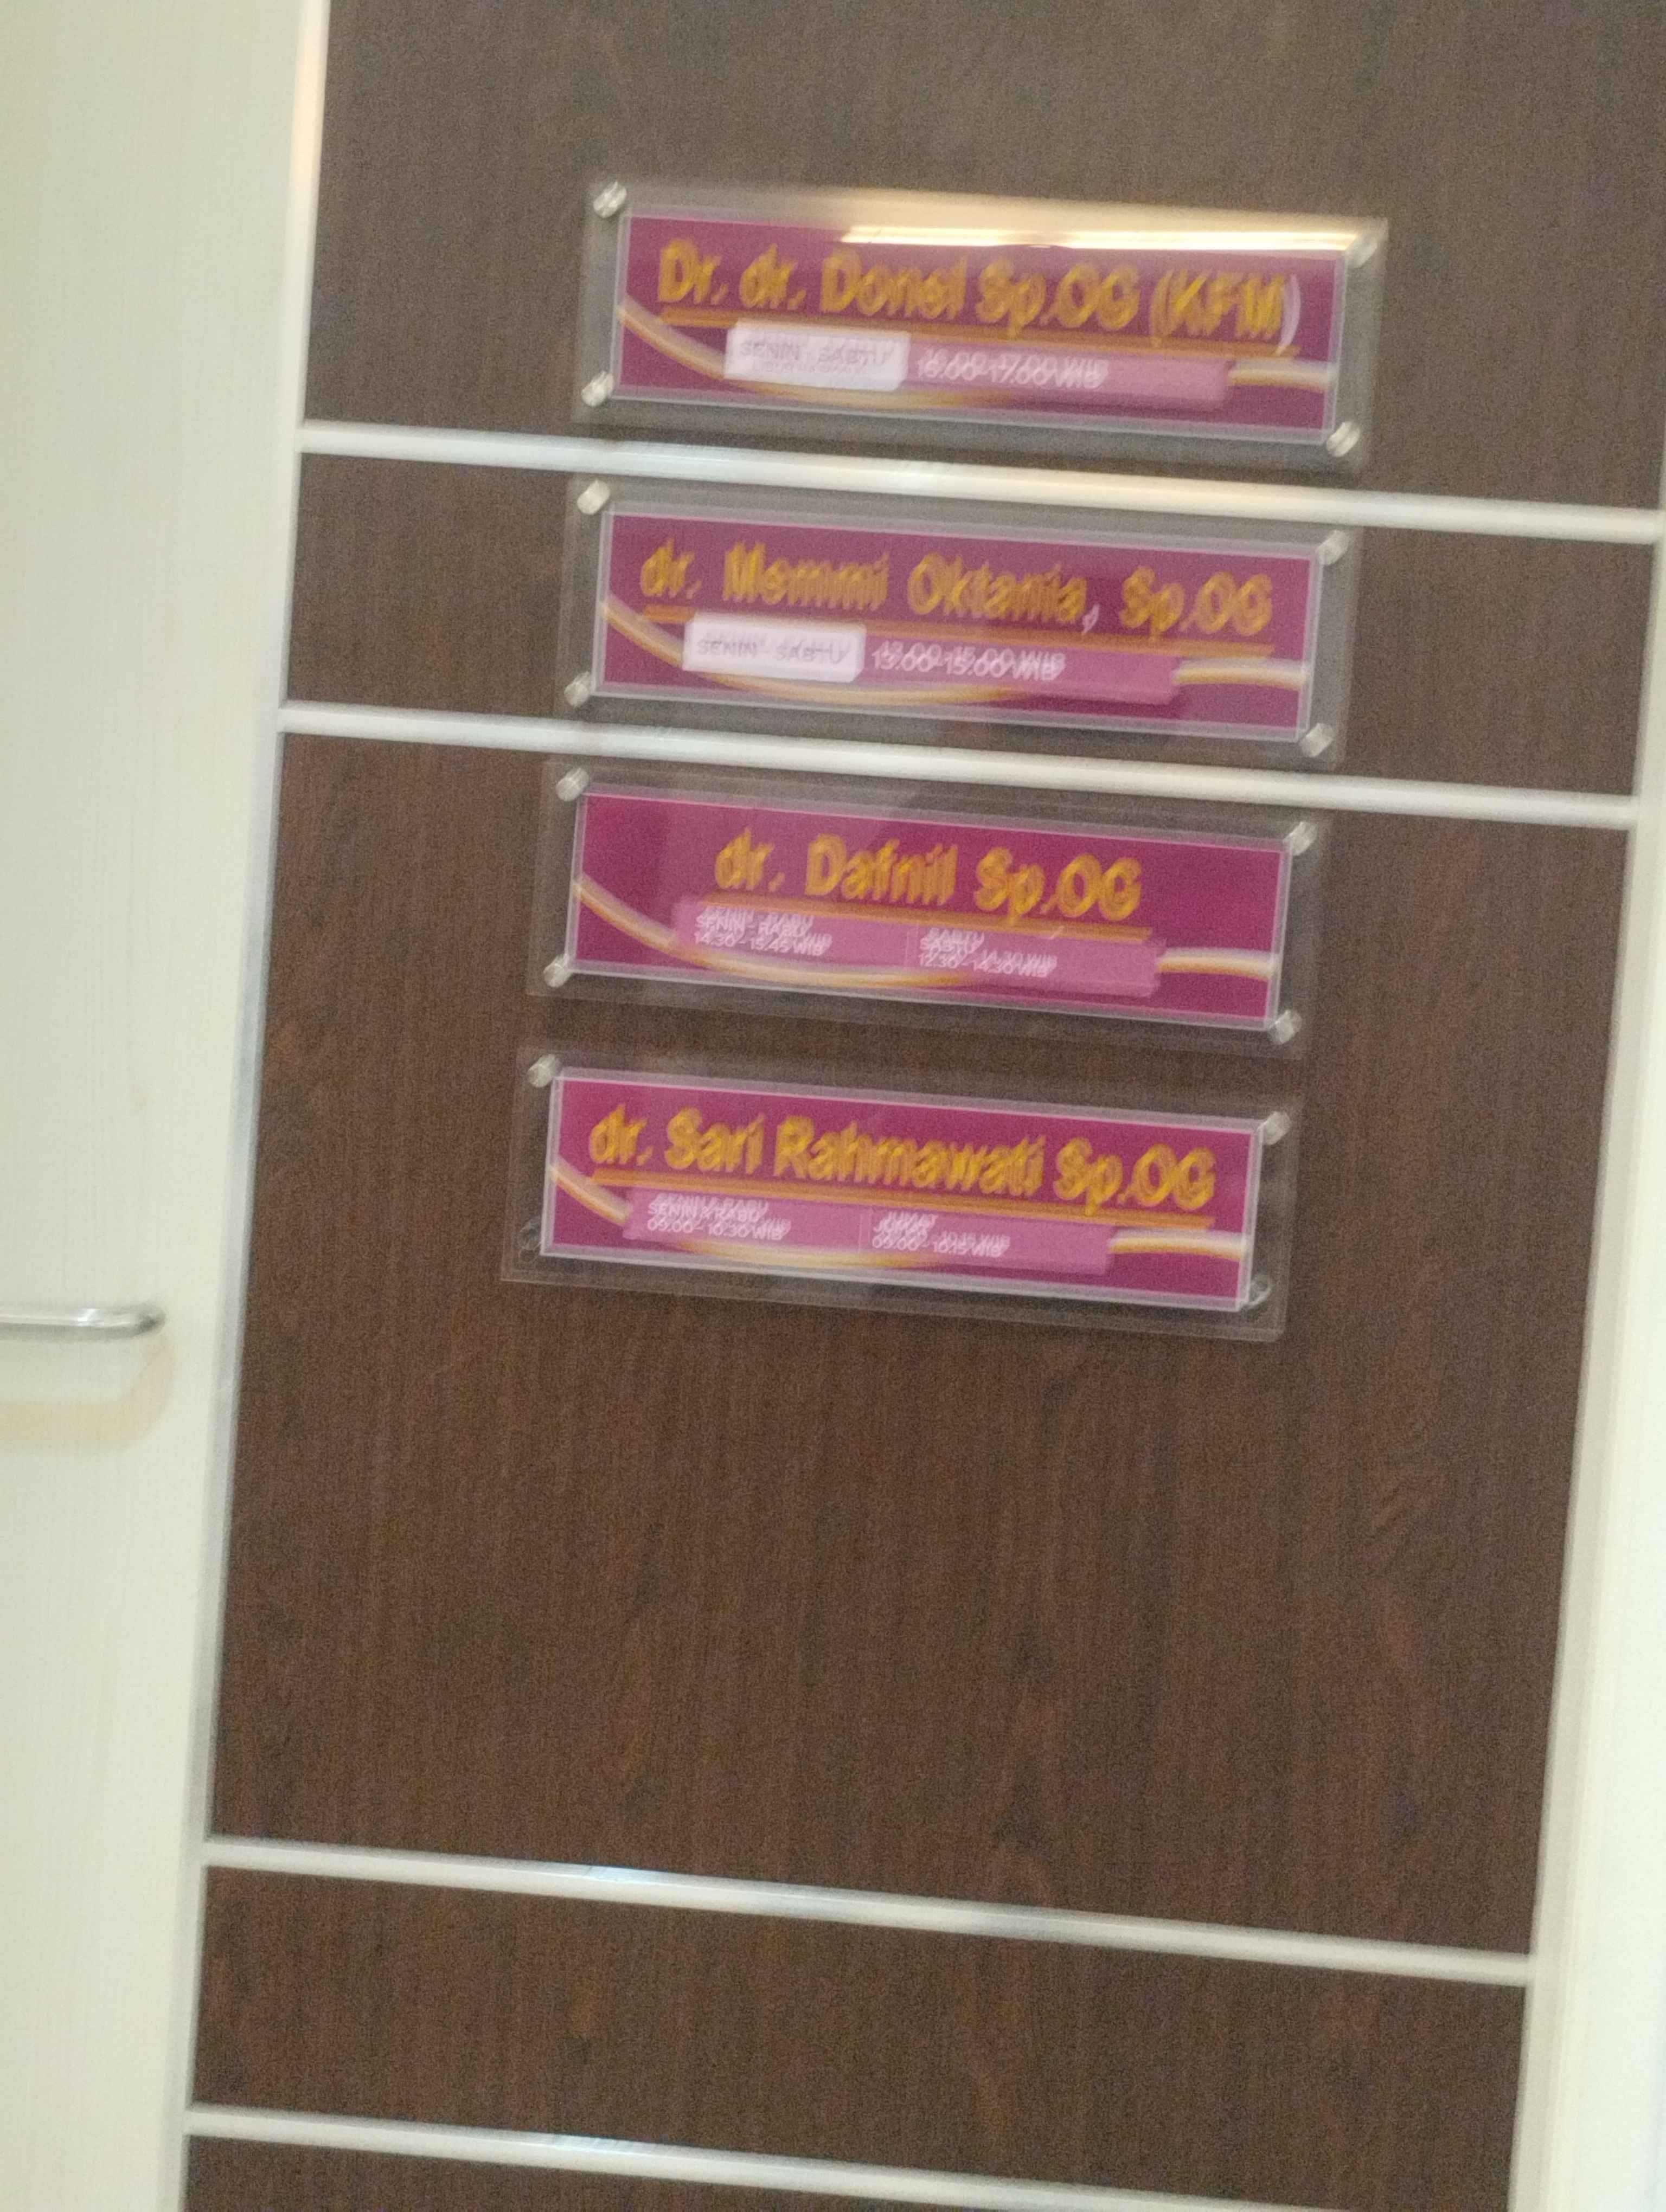 Dr. dr. Donel Sp.OG (KFM)
SENIN - SABTU 16.00-17.00 WIB
dr. Memmi Oktania, Sp.OG
SENIN - SABTU 13.00-15.00 WIB
dr. Dafnil Sp.OG
SENIN - RABU
14.30 - 15.45 WIB
SABTU
12.30 - 14.30 WIB
dr. Sari Rahmawati Sp.OG
SENIN & RABU
09.00 - 10.30 WIB
JUMAT
09.00 - 10.15 WIB